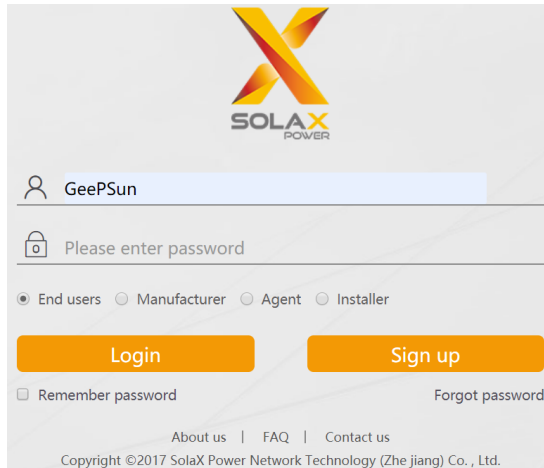 SOLAX
POWER
GeePSun
Please enter password
End users Manufacturer Agent Installer
Login Sign up
Remember password Forgot password
About us | FAQ | Contact us
Copyright ©2017 SolaX Power Network Technology (Zhe jiang) Co. , Ltd.